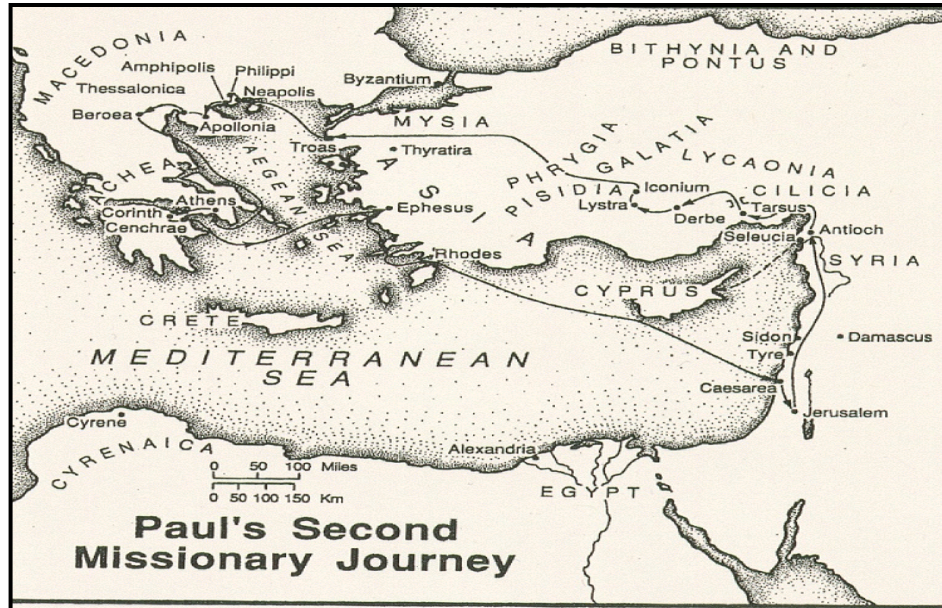 MACEDONIA
Amphipolis
Philippi
Thessalonica
Neapolis
Beroea
Apollonia
Byzantium
BITHYNIA AND
PONTUS
MYSIA
Troas
Thyratira
ASIA
PHRYGIA
GALATIA
PISIDIA
LYCAONIA
Iconium
CILICIA
Lystra
Derbe
Tarsus
Seleucia
Antioch
SYRIA
ACHEA
AEGEAN SEA
Athens
Corinth
Cenchrae
Ephesus
Rhodes
CYPRUS
CRETE
MEDITERRANEAN
SEA
Sidon
Damascus
Tyre
Caesarea
Jerusalem
Cyrene
CYRENAICA
Alexandria
EGYPT
0 50 100 Miles
0 50 100 150 Km
Paul's Second
Missionary Journey